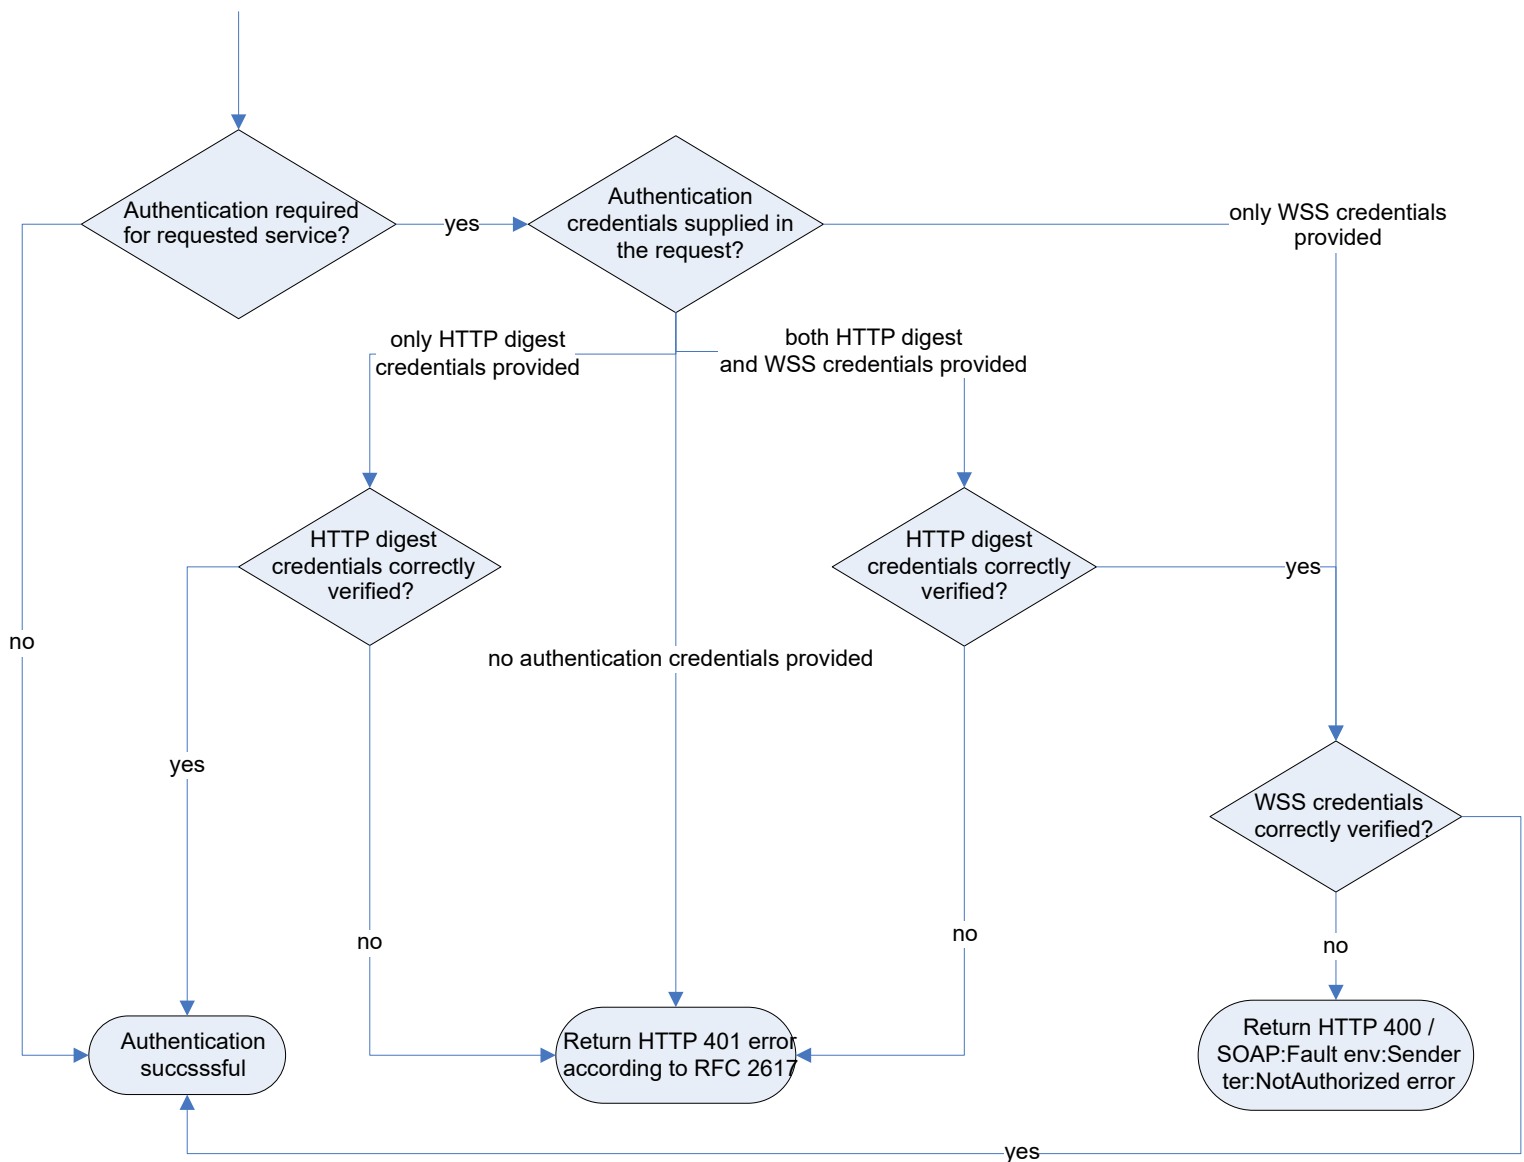 Authentication required
for requested service?
yes
Authentication
credentials supplied in
the request?
only WSS credentials
provided
only HTTP digest
credentials provided
both HTTP digest
and WSS credentials provided
HTTP digest
credentials correctly
verified?
HTTP digest
credentials correctly
verified?
yes
no
no authentication credentials provided
yes
WSS credentials
correctly verified?
no
no
no
Authentication
succsssful
Return HTTP 401 error
according to RFC 2617
Return HTTP 400 /
SOAP:Fault env:Sender
ter:NotAuthorized error
yes